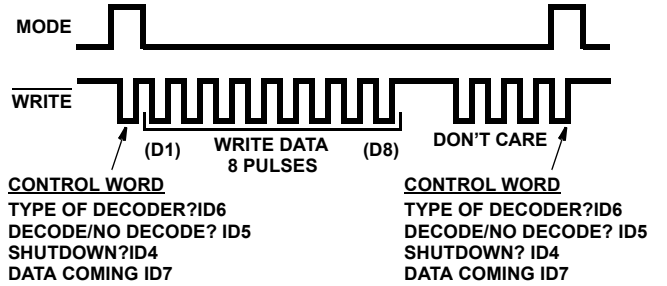 MODE
WRITE
(D1) WRITE DATA (D8) DON'T CARE
8 PULSES
CONTROL WORD
TYPE OF DECODER?ID6
DECODE/NO DECODE? ID5
SHUTDOWN?ID4
DATA COMING ID7
CONTROL WORD
TYPE OF DECODER?ID6
DECODE/NO DECODE? ID5
SHUTDOWN? ID4
DATA COMING ID7